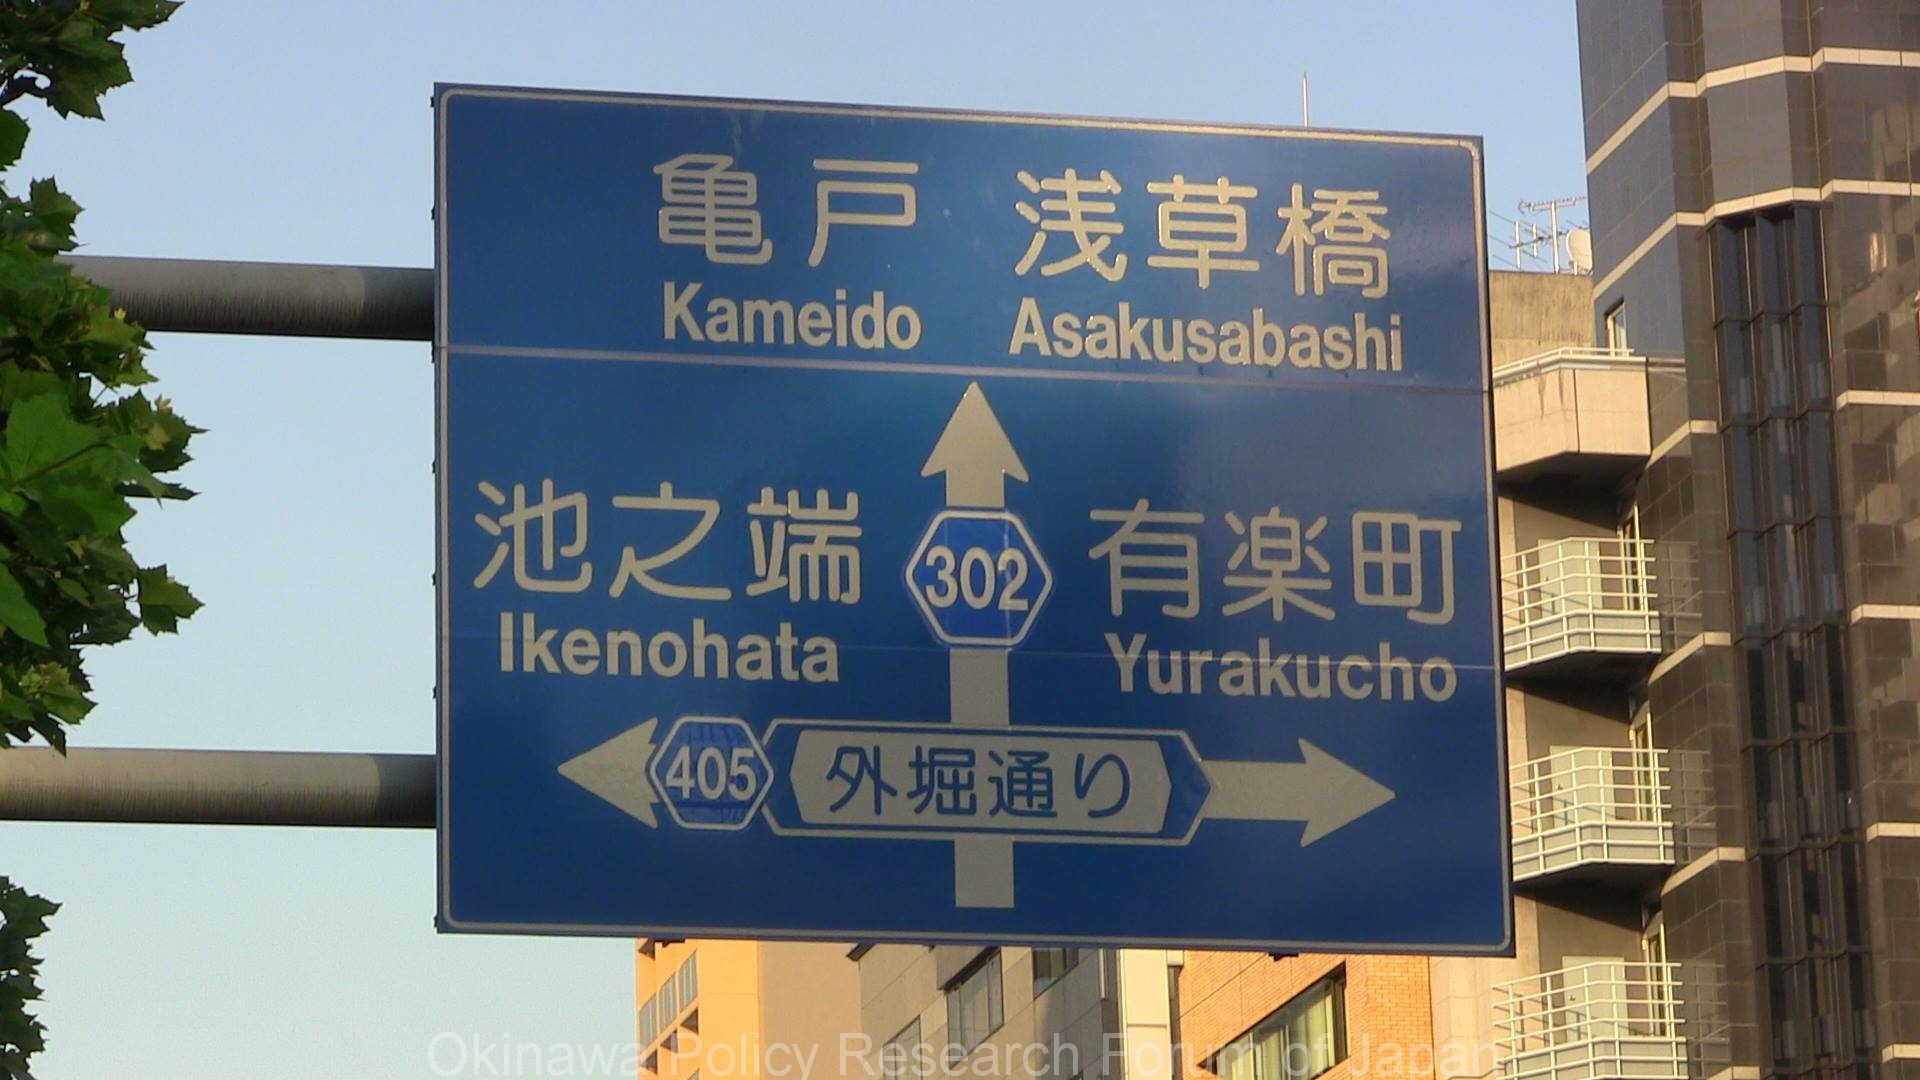 亀戸 浅草橋
Kameido Asakusabashi
池之端 302 有楽町
Ikenohata Yurakucho
405 外堀通り
Okinawa Policy Research Forum of Japan